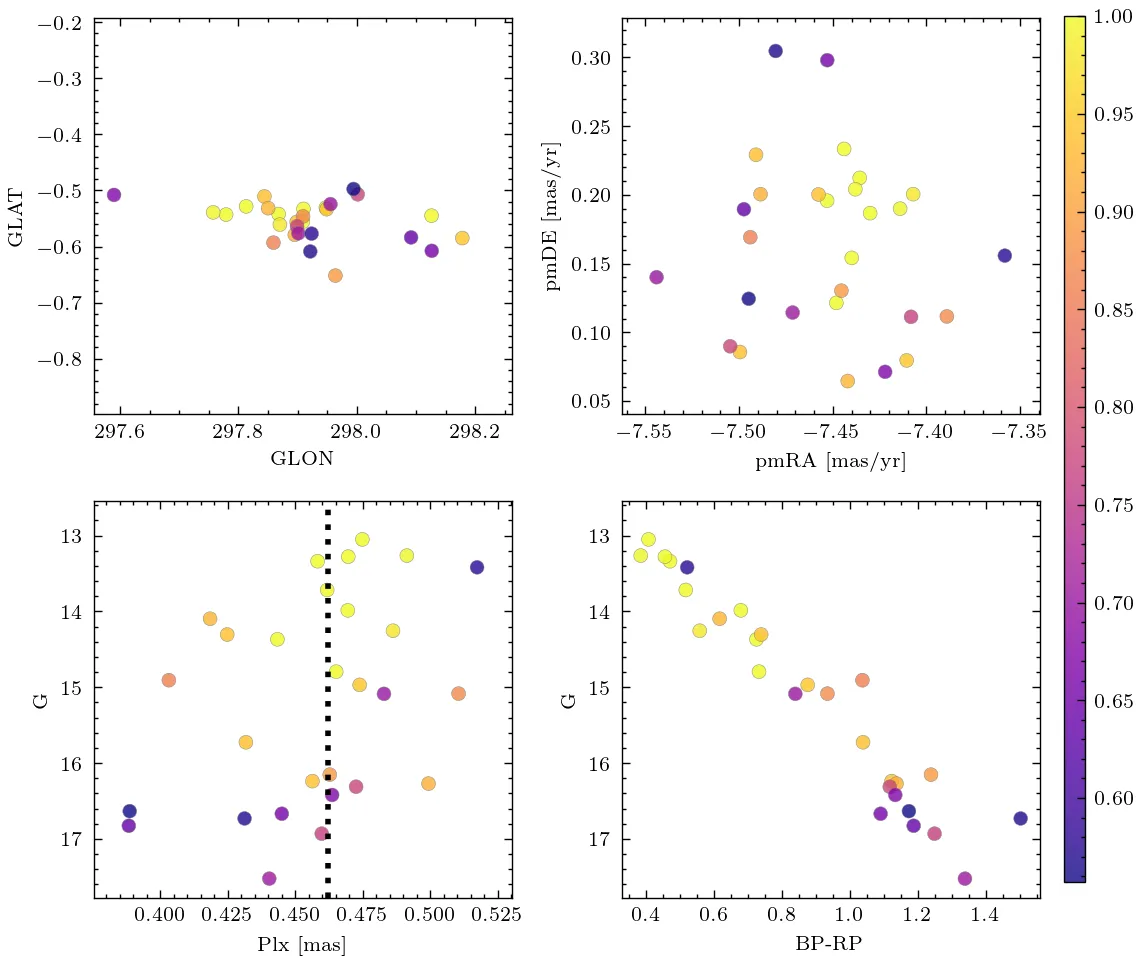 −0.2
−0.3
−0.4
−0.5
−0.6
−0.7
−0.8
GLAT
297.6 297.8 298.0 298.2
GLON
0.30
0.25
0.20
0.15
0.10
0.05
pmDE [mas/yr]
−7.55 −7.50 −7.45 −7.40 −7.35
pmRA [mas/yr]
13
14
15
16
17
G
0.400 0.425 0.450 0.475 0.500 0.525
Plx [mas]
13
14
15
16
17
G
0.4 0.6 0.8 1.0 1.2 1.4
BP-RP
1.00
0.95
0.90
0.85
0.80
0.75
0.70
0.65
0.60